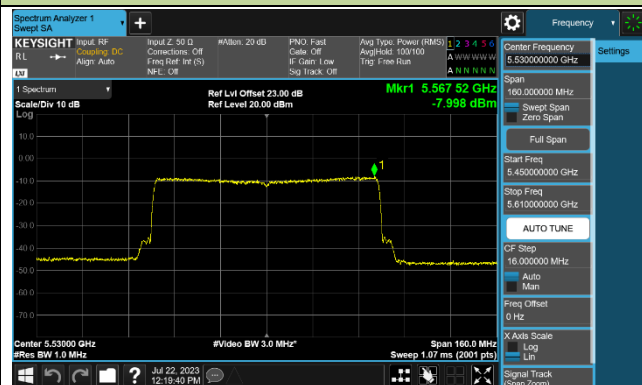 Spectrum Analyzer 1
Swept SA
Frequency
KEYSIGHT
Input: RF
Coupling: DC
Align: Auto
Input Z: 50 Ω
Corrections: Off
Freq Ref: Int (S)
NFE: Off
#Atten: 20 dB
PNO: Fast
Gate: Off
IF Gain: Low
Sig Track: Off
Avg Type: Power (RMS)
Avg|Hold: 100/100
Trig: Free Run
1 2 3 4 5 6
A W W W W W
A N N N N N
RL
LXI
1 Spectrum
Scale/Div 10 dB
Log
Ref Lvl Offset 23.00 dB
Ref Level 20.00 dBm
Mkr1 5.567 52 GHz
-7.998 dBm
10.0
0.00
-10.0
-20.0
-30.0
-40.0
-50.0
-60.0
-70.0
1
Center 5.53000 GHz
#Res BW 1.0 MHz
#Video BW 3.0 MHz*
Span 160.0 MHz
Sweep 1.07 ms (2001 pts)
Jul 22, 2023
12:19:40 PM
Center Frequency
5.530000000 GHz
Settings
Span
160.000000 MHz
Swept Span
Zero Span
Full Span
Start Freq
5.450000000 GHz
Stop Freq
5.610000000 GHz
AUTO TUNE
CF Step
16.000000 MHz
Auto
Man
Freq Offset
0 Hz
X Axis Scale
Log
Lin
Signal Track
(Span Zoom)